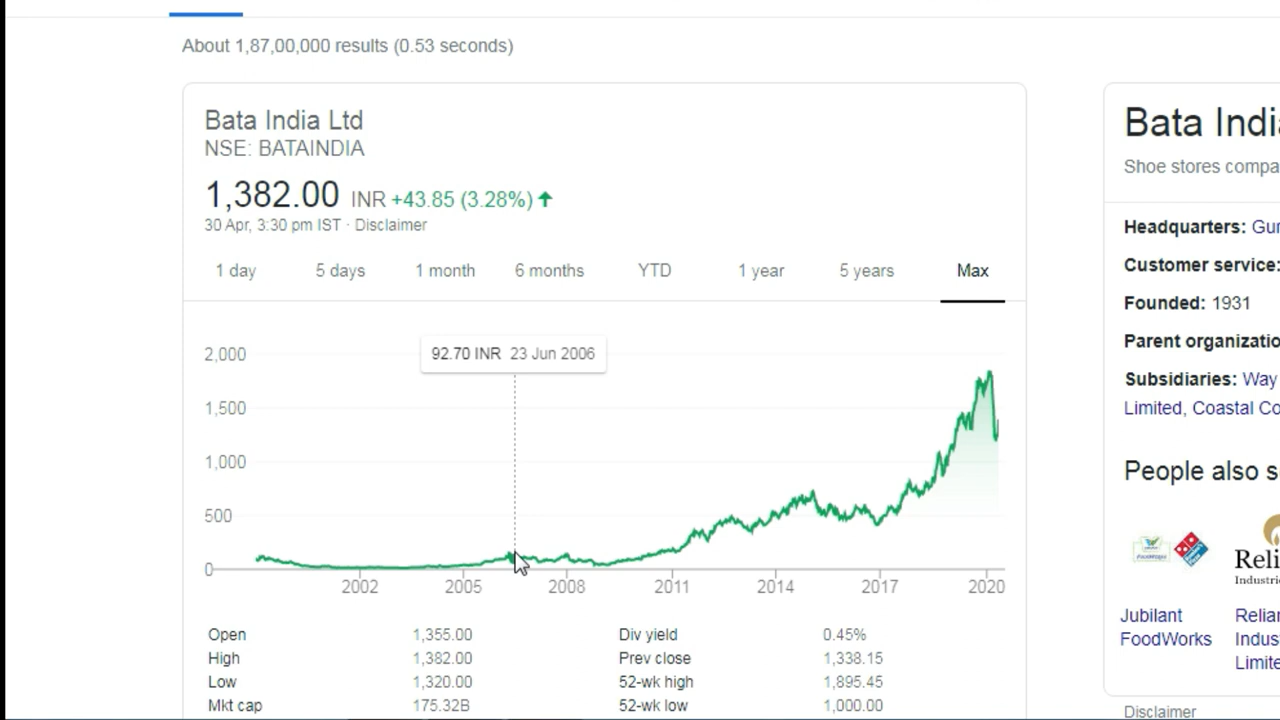 About 1,87,00,000 results (0.53 seconds)
Bata India Ltd
NSE: BATAINDIA
1,382.00 INR +43.85 (3.28%)
30 Apr, 3:30 pm IST · Disclaimer
1 day 5 days 1 month 6 months YTD 1 year 5 years Max
92.70 INR 23 Jun 2006
2,000
1,500
1,000
500
0
2002 2005 2008 2011 2014 2017 2020
Open 1,355.00 Div yield 0.45%
High 1,382.00 Prev close 1,338.15
Low 1,320.00 52-wk high 1,895.45
Mkt cap 175.32B 52-wk low 1,000.00
Bata Indi
Shoe stores compa
Headquarters: Gur
Customer service:
Founded: 1931
Parent organizatio
Subsidiaries: Way
Limited, Coastal Co
People also s
Reli
Industri
Jubilant
FoodWorks
Relian
Indus
Limite
Disclaimer